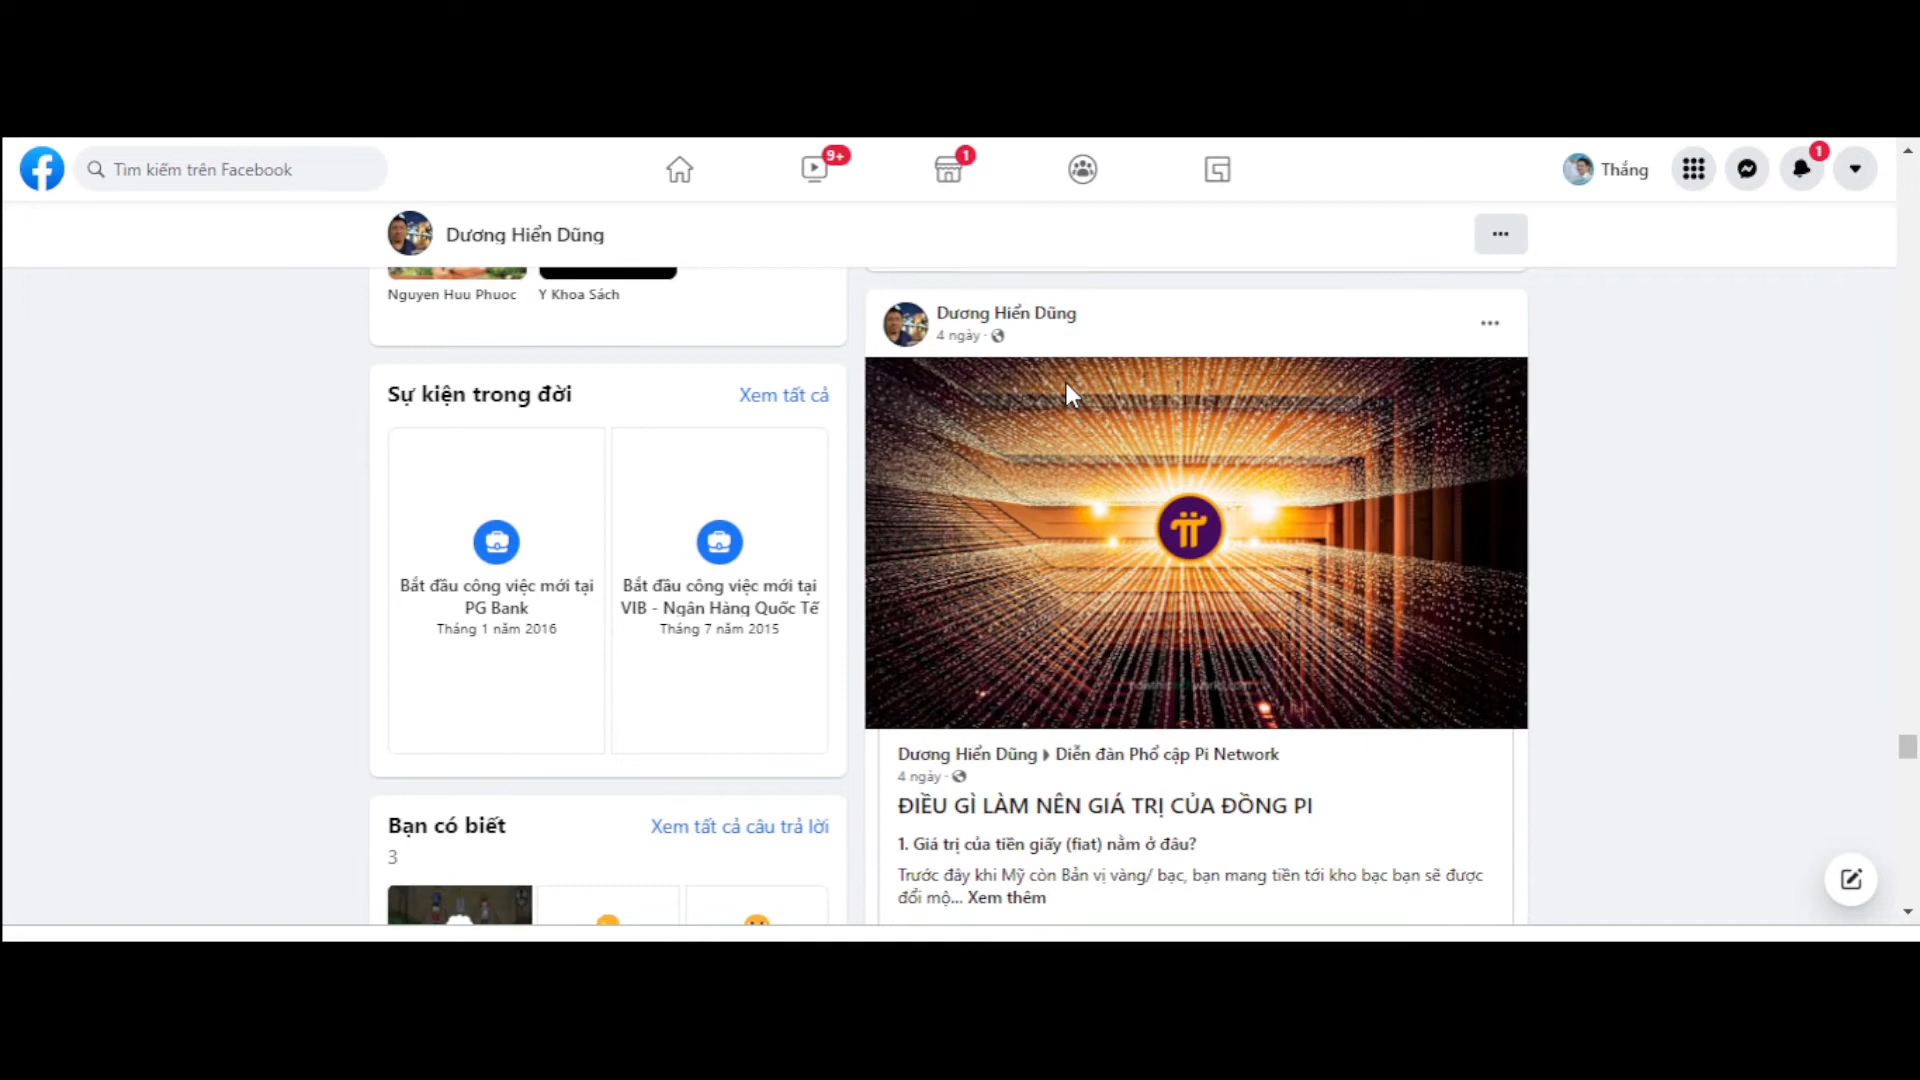 Tìm kiếm trên Facebook
9+
1
Thắng
1
Dương Hiển Dũng
Nguyen Huu Phuoc
Y Khoa Sách
Sự kiện trong đời
Xem tất cả
Bắt đầu công việc mới tại
PG Bank
Tháng 1 năm 2016
Bắt đầu công việc mới tại
VIB - Ngân Hàng Quốc Tế
Tháng 7 năm 2015
Bạn có biết
Xem tất cả câu trả lời
3
Dương Hiển Dũng
4 ngày ·
Dương Hiển Dũng
Diễn đàn Phổ cập Pi Network
4 ngày ·
ĐIỀU GÌ LÀM NÊN GIÁ TRỊ CỦA ĐỒNG PI
1. Giá trị của tiền giấy (fiat) nằm ở đâu?
Trước đây khi Mỹ còn Bản vị vàng/ bạc, bạn mang tiền tới kho bạc bạn sẽ được
đổi mộ... Xem thêm